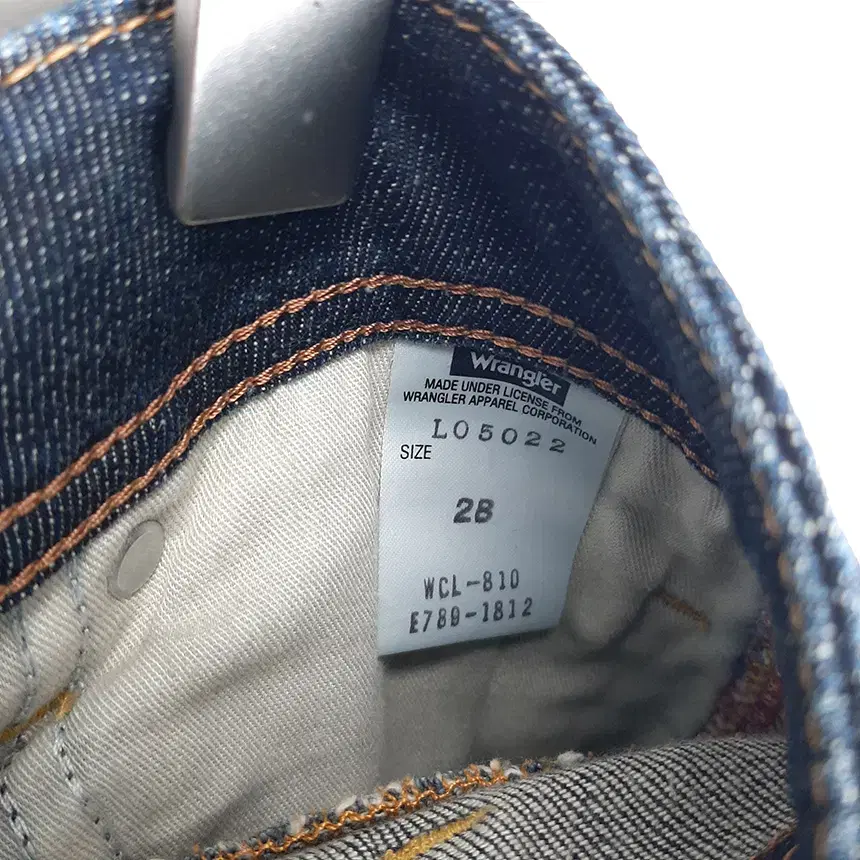 Wrangler
MADE UNDER LICENSE FROM
WRANGLER APPAREL CORPORATION
L05022
SIZE
28
WCL-810
E789-1812